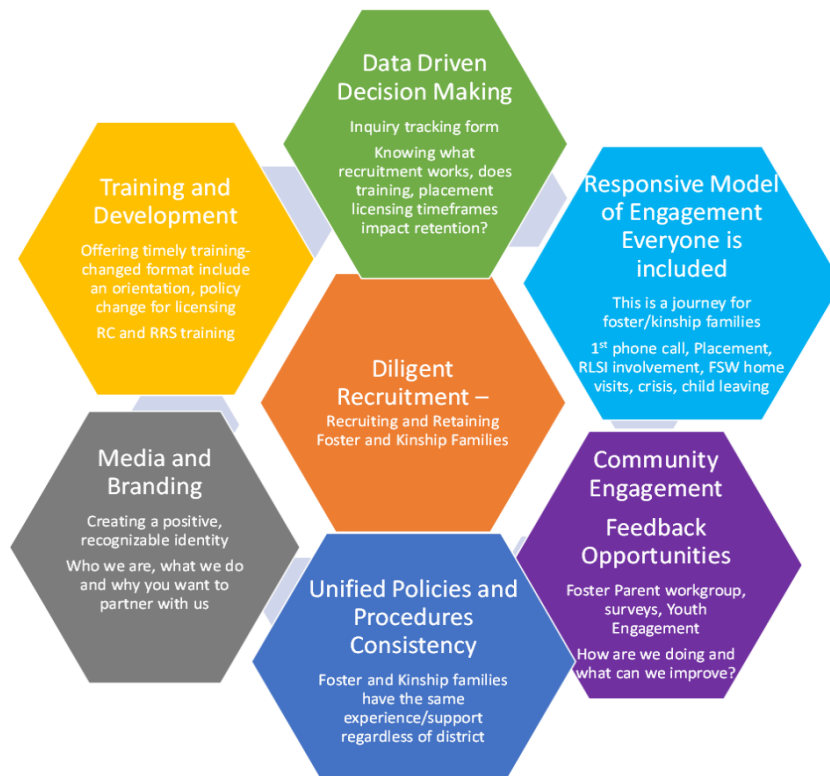 Data Driven
Decision Making
Inquiry tracking form
Knowing what
recruitment works, does
training, placement
licensing timeframes
impact retention?
Responsive Model
of Engagement
Everyone is
included
This is a journey for
foster/kinship families
1st phone call, Placement,
RLSI involvement, FSW home
visits, crisis, child leaving
Community
Engagement
Feedback
Opportunities
Foster Parent workgroup,
surveys, Youth
Engagement
How are we doing and
what can we improve?
Unified Policies and
Procedures
Consistency
Foster and Kinship families
have the same
experience/support
regardless of district
Media and
Branding
Creating a positive,
recognizable identity
Who we are, what we do
and why you want to
partner with us
Training and
Development
Offering timely training-
changed format include
an orientation, policy
change for licensing
RC and RRS training
Diligent
Recruitment –
Recruiting and Retaining
Foster and Kinship Families